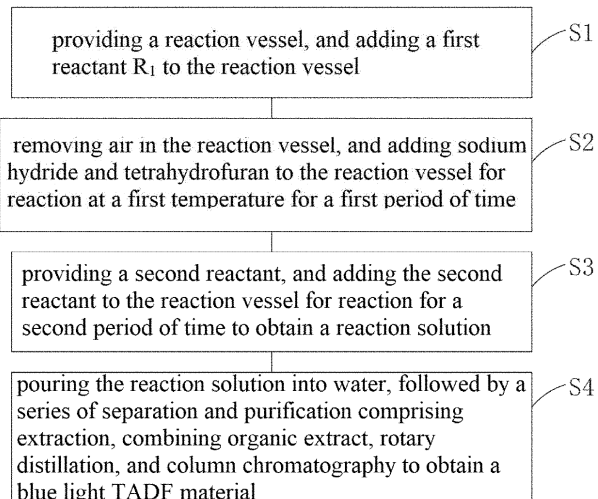 providing a reaction vessel, and adding a first
reactant R₁ to the reaction vessel
S1
removing air in the reaction vessel, and adding sodium
hydride and tetrahydrofuran to the reaction vessel for
reaction at a first temperature for a first period of time
S2
providing a second reactant, and adding the second
reactant to the reaction vessel for reaction for a
second period of time to obtain a reaction solution
S3
pouring the reaction solution into water, followed by a
series of separation and purification comprising
extraction, combining organic extract, rotary
distillation, and column chromatography to obtain a
blue light TADF material
S4